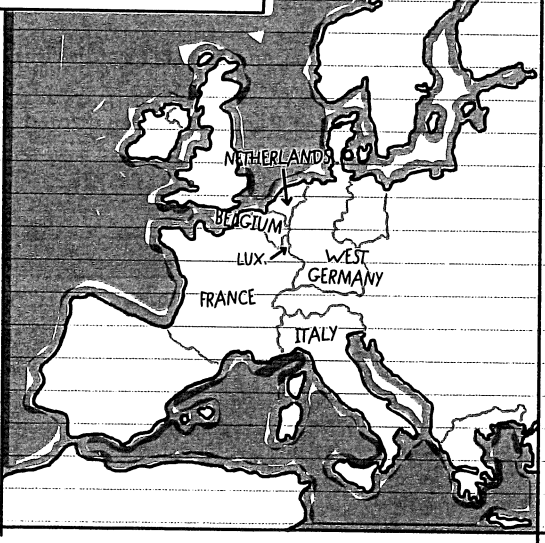 NETHERLANDS
BELGIUM
LUX.
WEST
GERMANY
FRANCE
ITALY